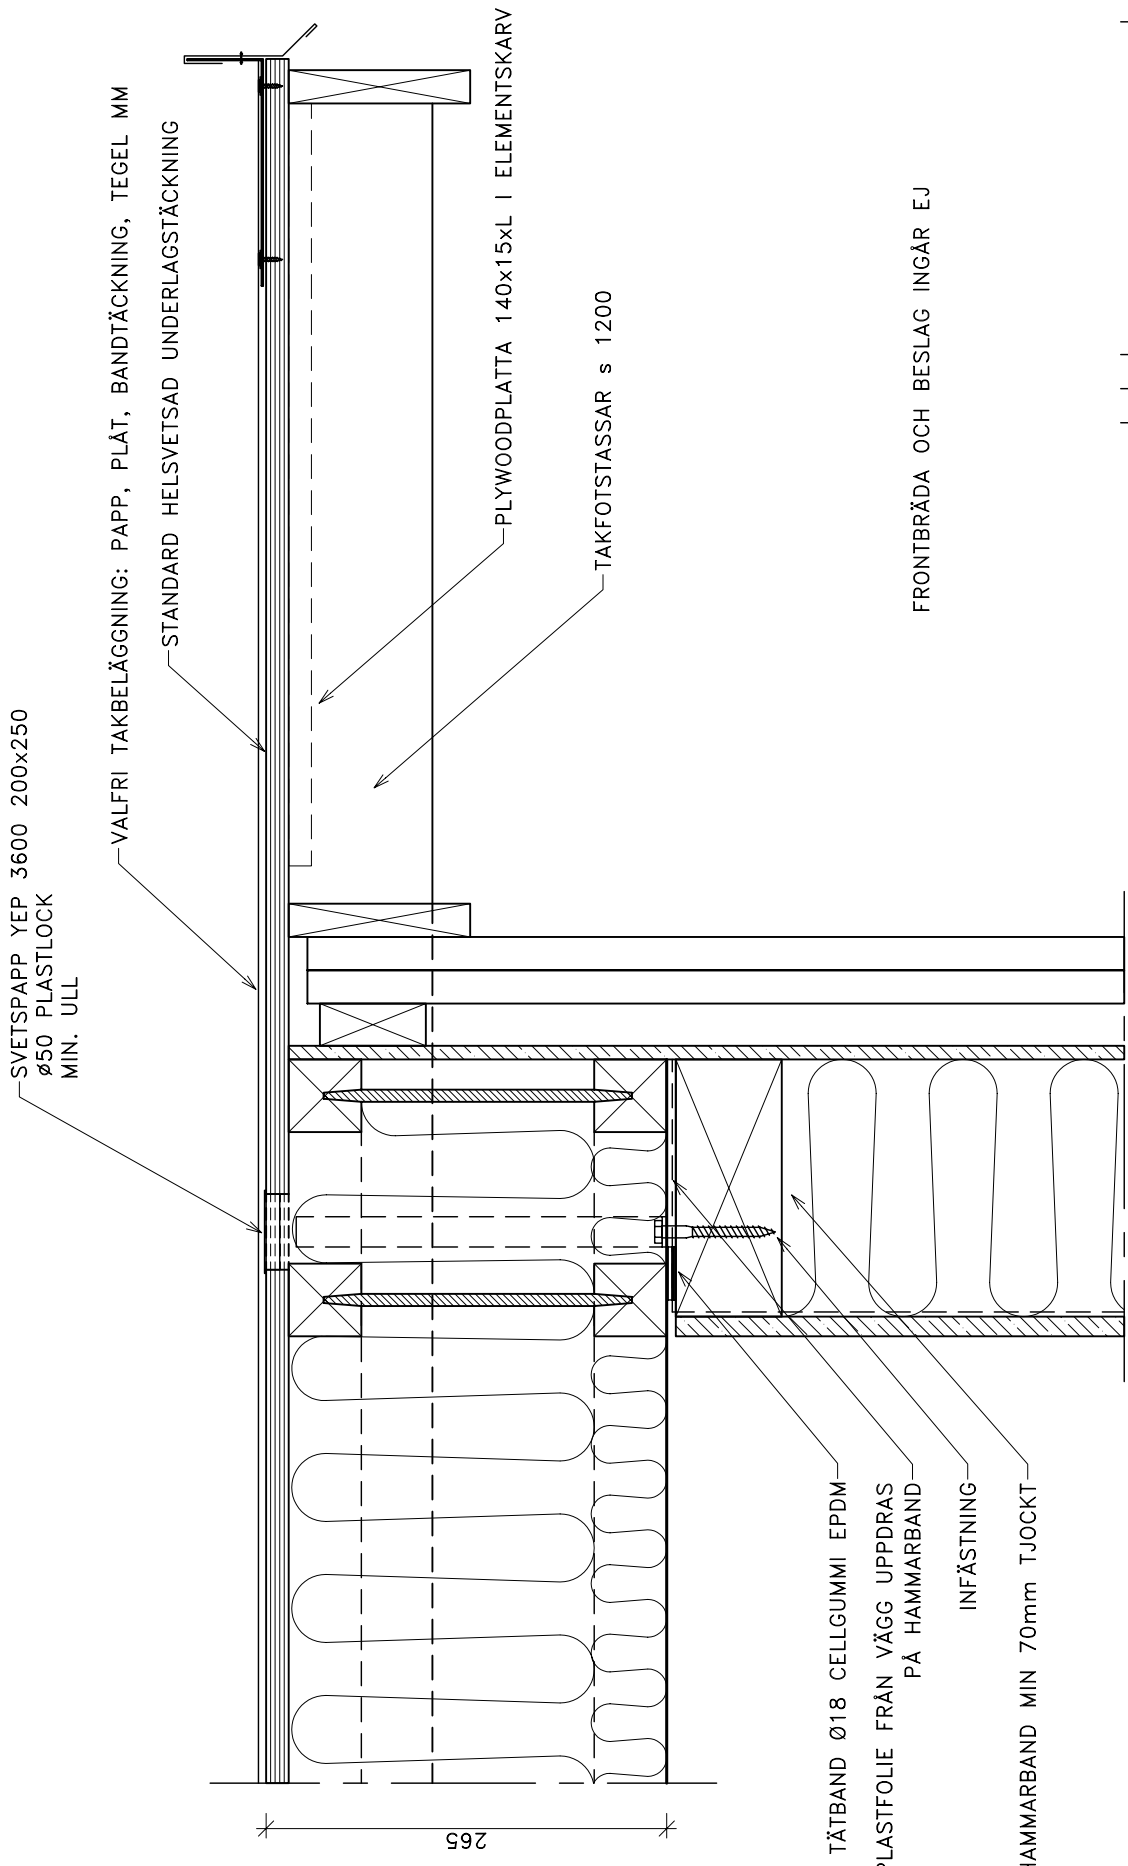 SVETSPAPP YEP 3600 200x250
ø50 PLASTLOCK
MIN. ULL
VALFRI TAKBELÄGGNING: PAPP, PLÅT, BANDTÄCKNING, TEGEL MM
STANDARD HELSVETSAD UNDERLAGSTÄCKNING
PLYWOODPLATTA 140x15xL I ELEMENTSKARV
TAKFOTSTASSAR s 1200
FRONTBRÄDA OCH BESLAG INGÅR EJ
265
TÄTBAND Ø18 CELLGUMMI EPDM
PLASTFOLIE FRÅN VÄGG UPPDRAS
PÅ HAMMARBAND
INFÄSTNING
HAMMARBAND MIN 70mm TJOCKT